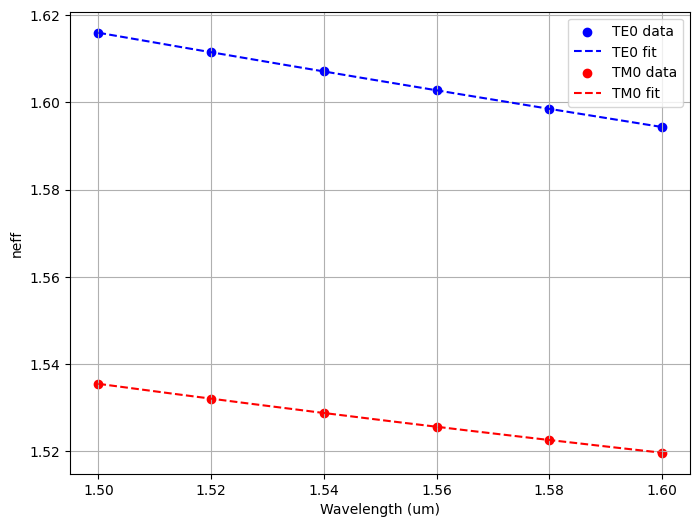 1.62
1.60
1.58
1.56
1.54
1.52
neff
TE0 data
TE0 fit
TM0 data
TM0 fit
1.50 1.52 1.54 1.56 1.58 1.60
Wavelength (um)